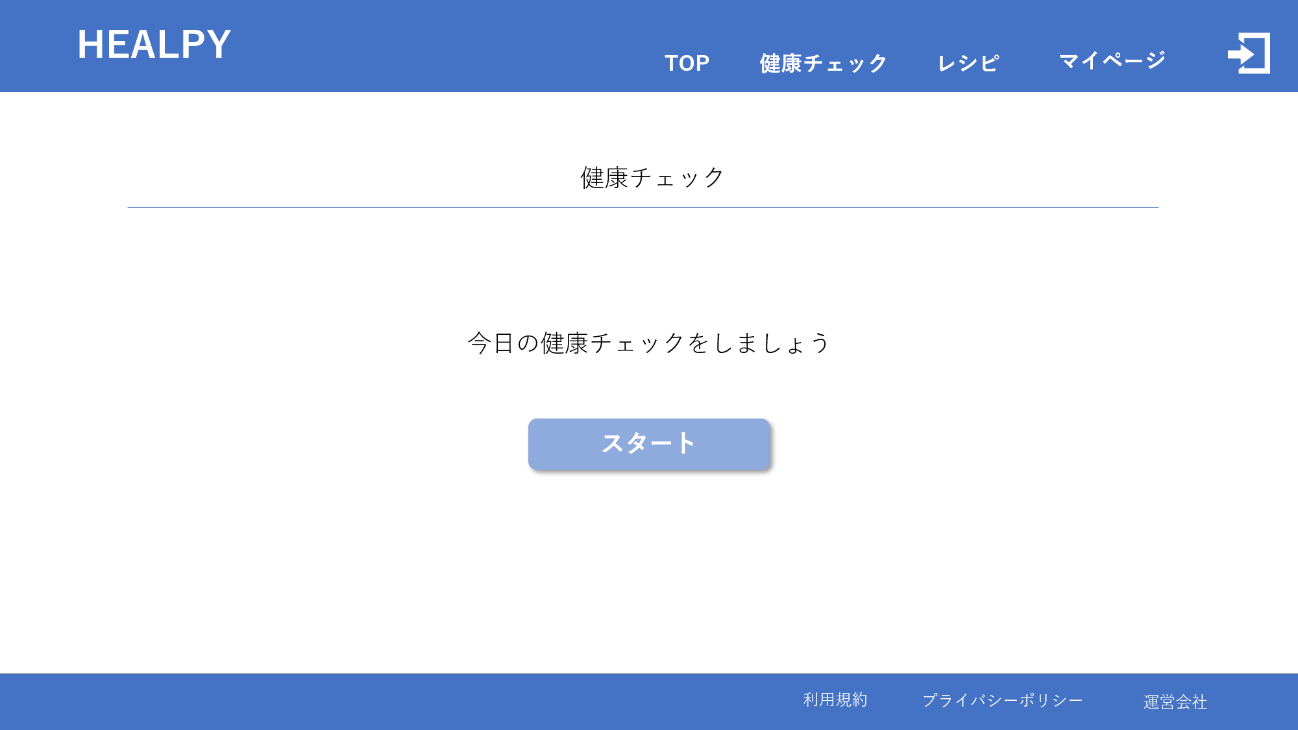 HEALPY
TOP 健康チェック レシピ マイページ
健康チェック
今日の健康チェックをしましょう
スタート
利用規約 プライバシーポリシー 運営会社